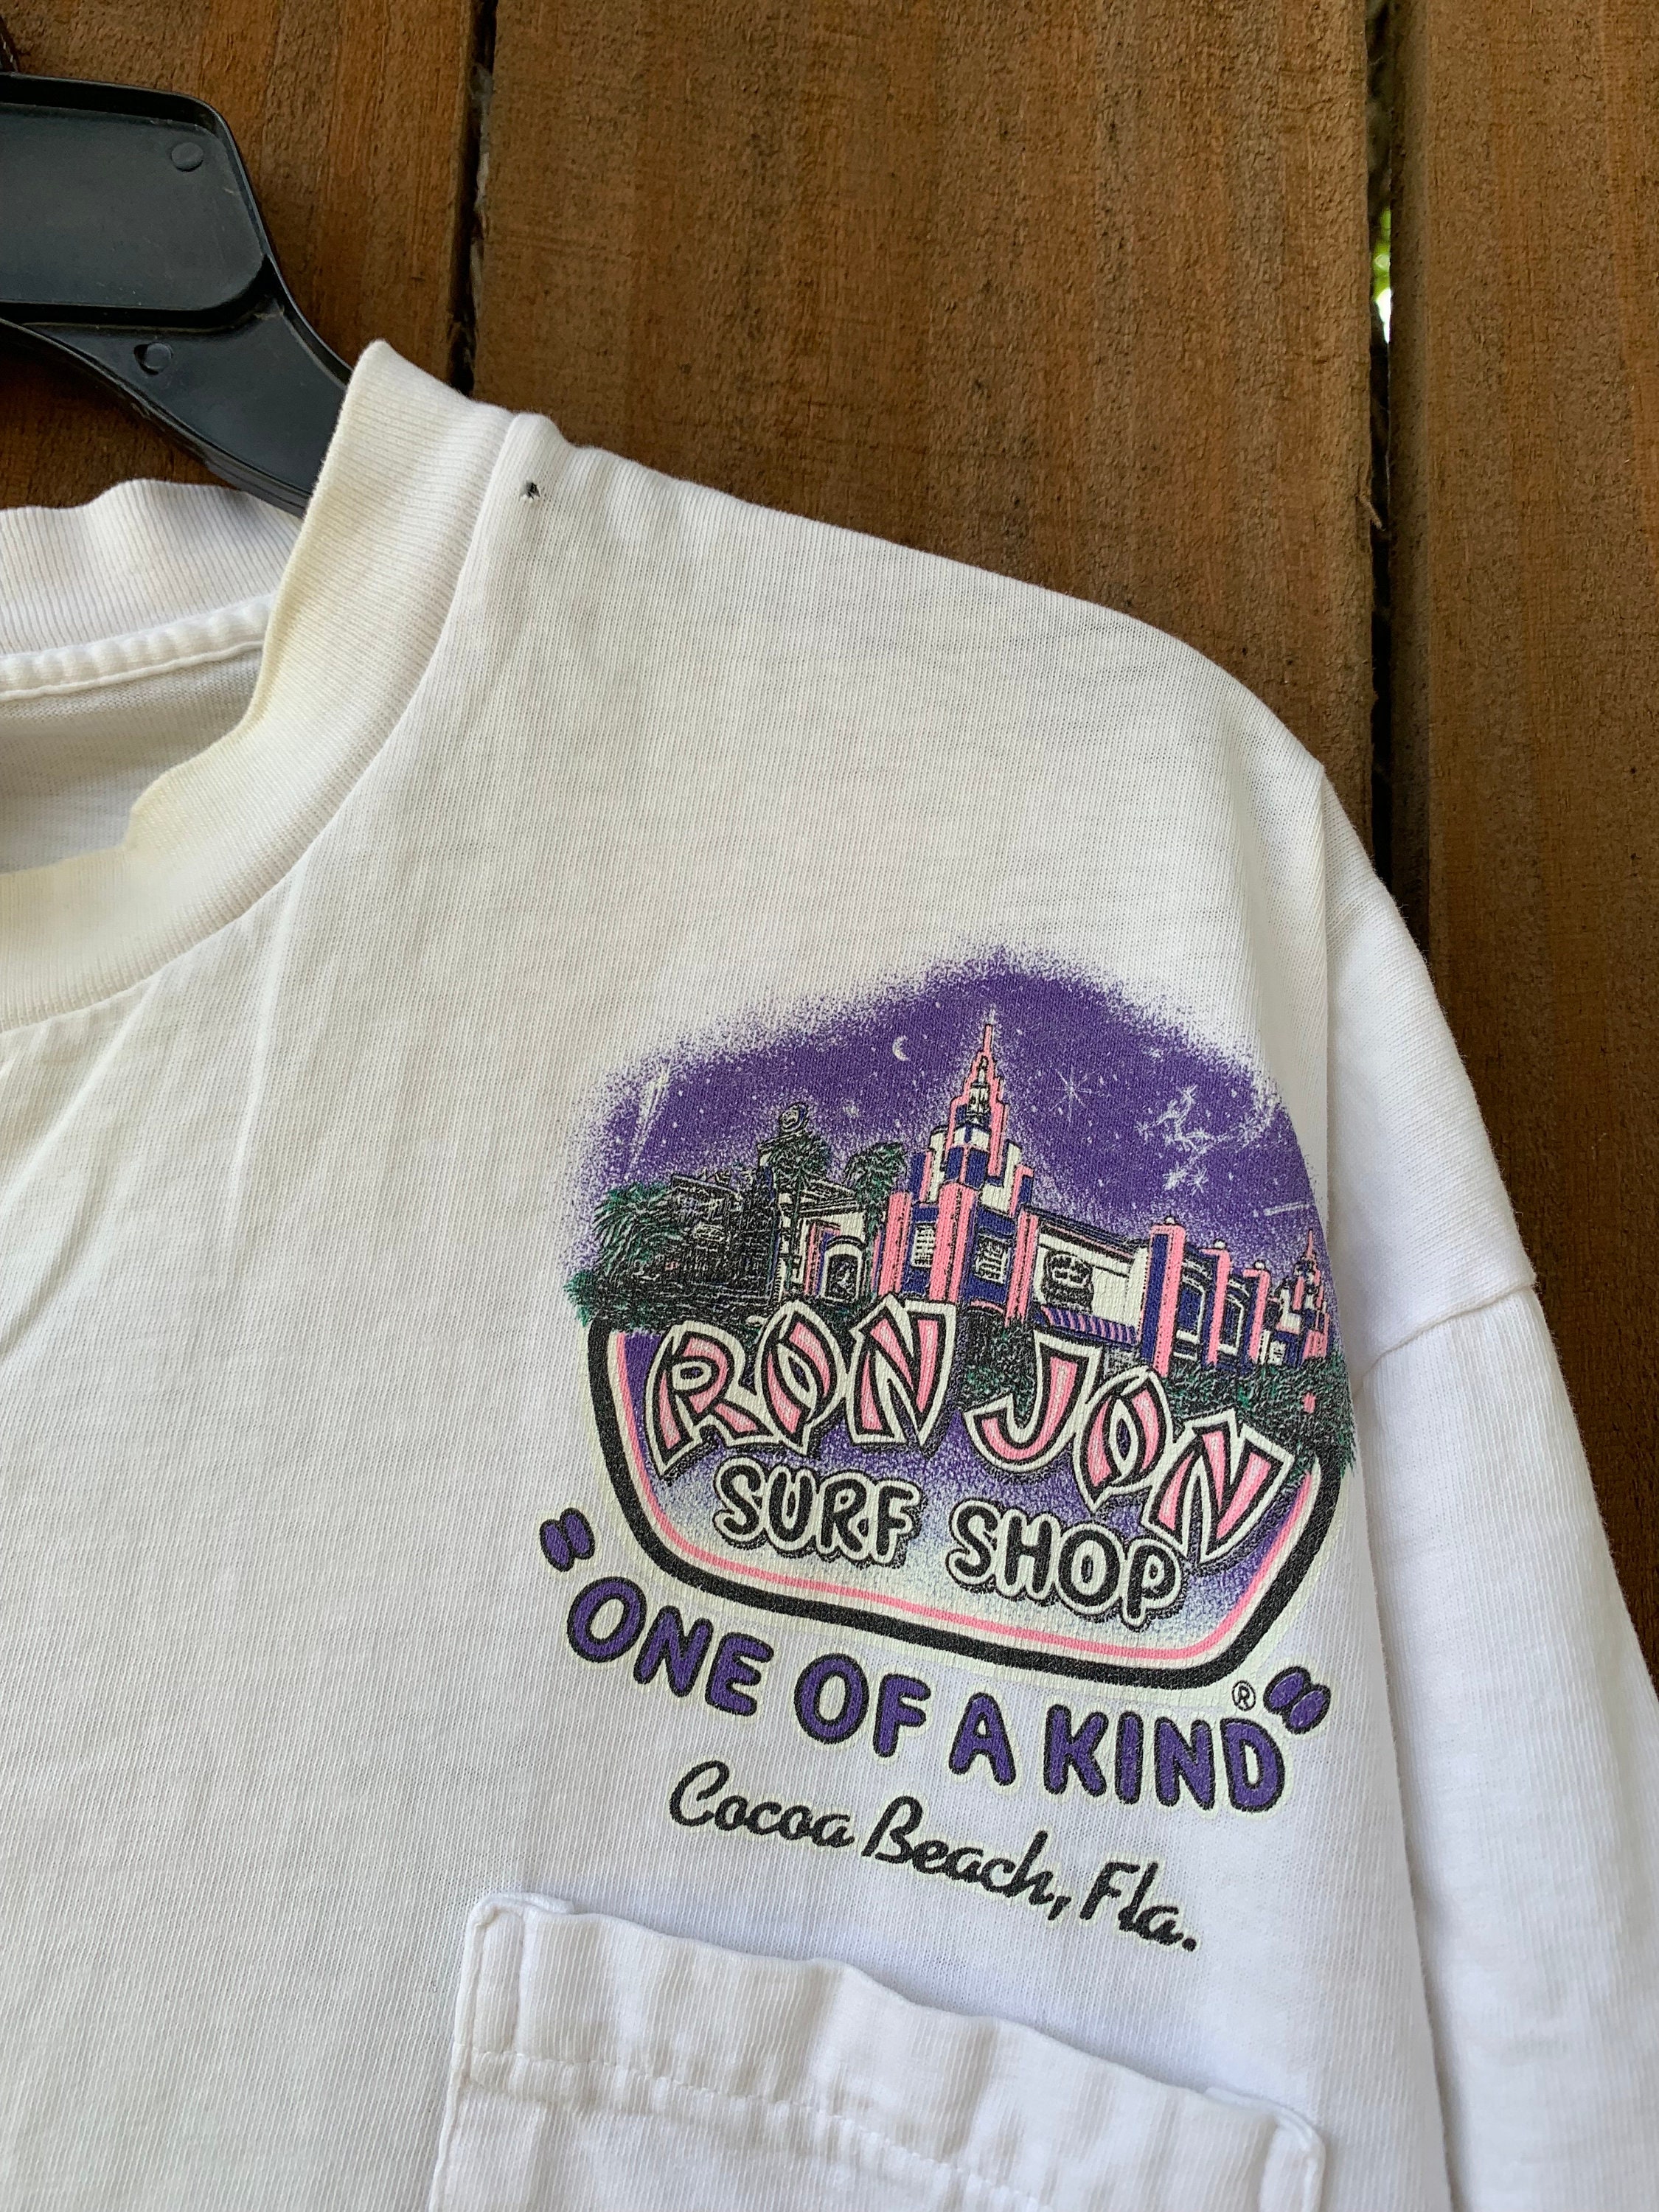 RON JON
SURF SHOP
"ONE OF A KIND"
®
Cocoa Beach, Fla.